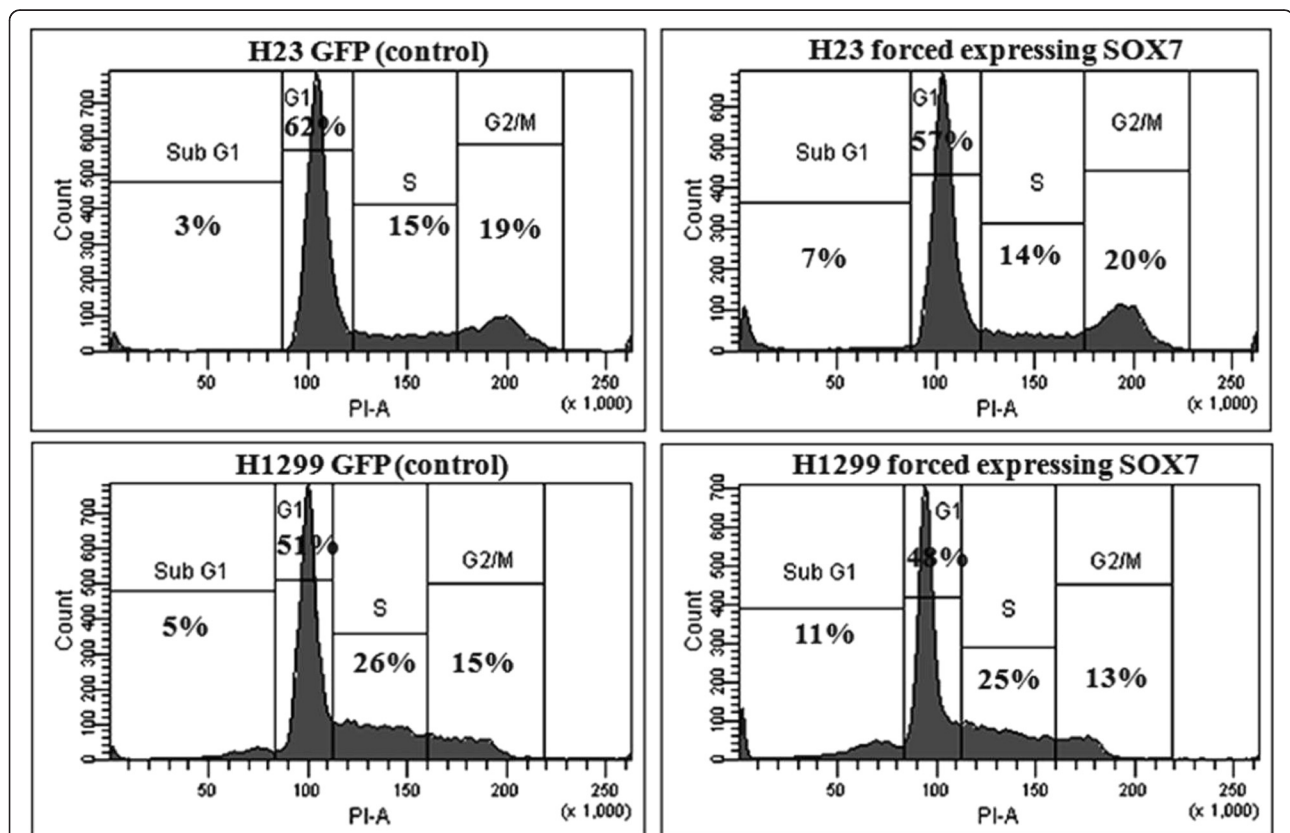 H23 GFP (control)
Count
700
600
500
400
300
200
100
0
Sub G1
3%
G1
62%
S
15%
G2/M
19%
50 100 150 200 250
PI-A
(x 1,000)
H23 forced expressing SOX7
Count
600
500
400
300
200
100
0
Sub G1
7%
G1
57%
S
14%
G2/M
20%
50 100 150 200 250
PI-A
(x 1,000)
H1299 GFP (control)
Count
700
600
500
400
300
200
100
0
Sub G1
5%
G1
51%
S
26%
G2/M
15%
50 100 150 200 250
PI-A
(x 1,000)
H1299 forced expressing SOX7
Count
700
600
500
400
300
200
100
0
Sub G1
11%
G1
48%
S
25%
G2/M
13%
50 100 150 200 250
PI-A
(x 1,000)